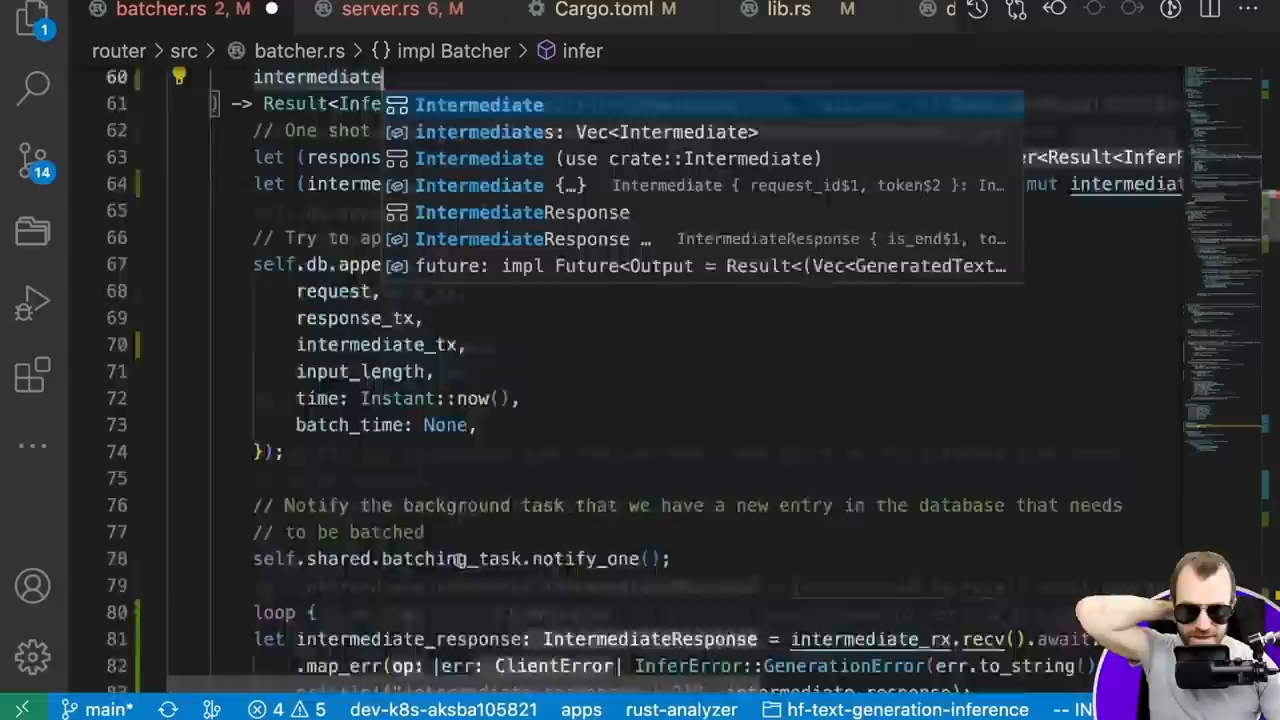 batcher.rs 2, M
server.rs 6, M
Cargo.toml M
lib.rs M
d
1
router > src > batcher.rs > {} impl Batcher > infer
60 intermediate
61 ) -> Result<Infe
Intermediate
62 // One shot
intermediates: Vec<Intermediate>
63 let (respons
Intermediate (use crate::Intermediate)
er<Result<InferR
64 let (interme
Intermediate {…} Intermediate { request_id$1, token$2 }: In…
mut intermediat
14
65
IntermediateResponse
66 // Try to ap
IntermediateResponse … IntermediateResponse { is_end$1, to…
67 self.db.appe
future: impl Future<Output = Result<(Vec<GeneratedText…
68 request,
69 response_tx,
70 intermediate_tx,
71 input_length,
72 time: Instant::now(),
73 batch_time: None,
74 });
75
76 // Notify the background task that we have a new entry in the database that needs
77 // to be batched
78 self.shared.batching_task.notify_one();
79
80 loop {
81 let intermediate_response: IntermediateResponse = intermediate_rx.recv().await.
82 .map_err(op: |err: ClientError| InferError::GenerationError(err.to_string()
main* 4 5 dev-k8s-aksba105821 apps rust-analyzer hf-text-generation-inference -- IN